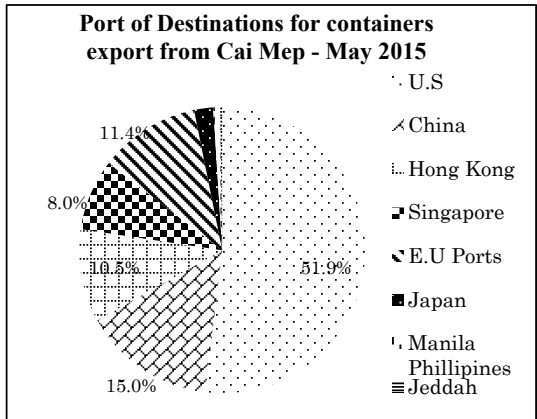 Port of Destinations for containers
export from Cai Mep - May 2015
U.S
China
Hong Kong
Singapore
E.U Ports
Japan
Manila
Phillipines
Jeddah
11.4%
8.0%
10.5%
51.9%
15.0%